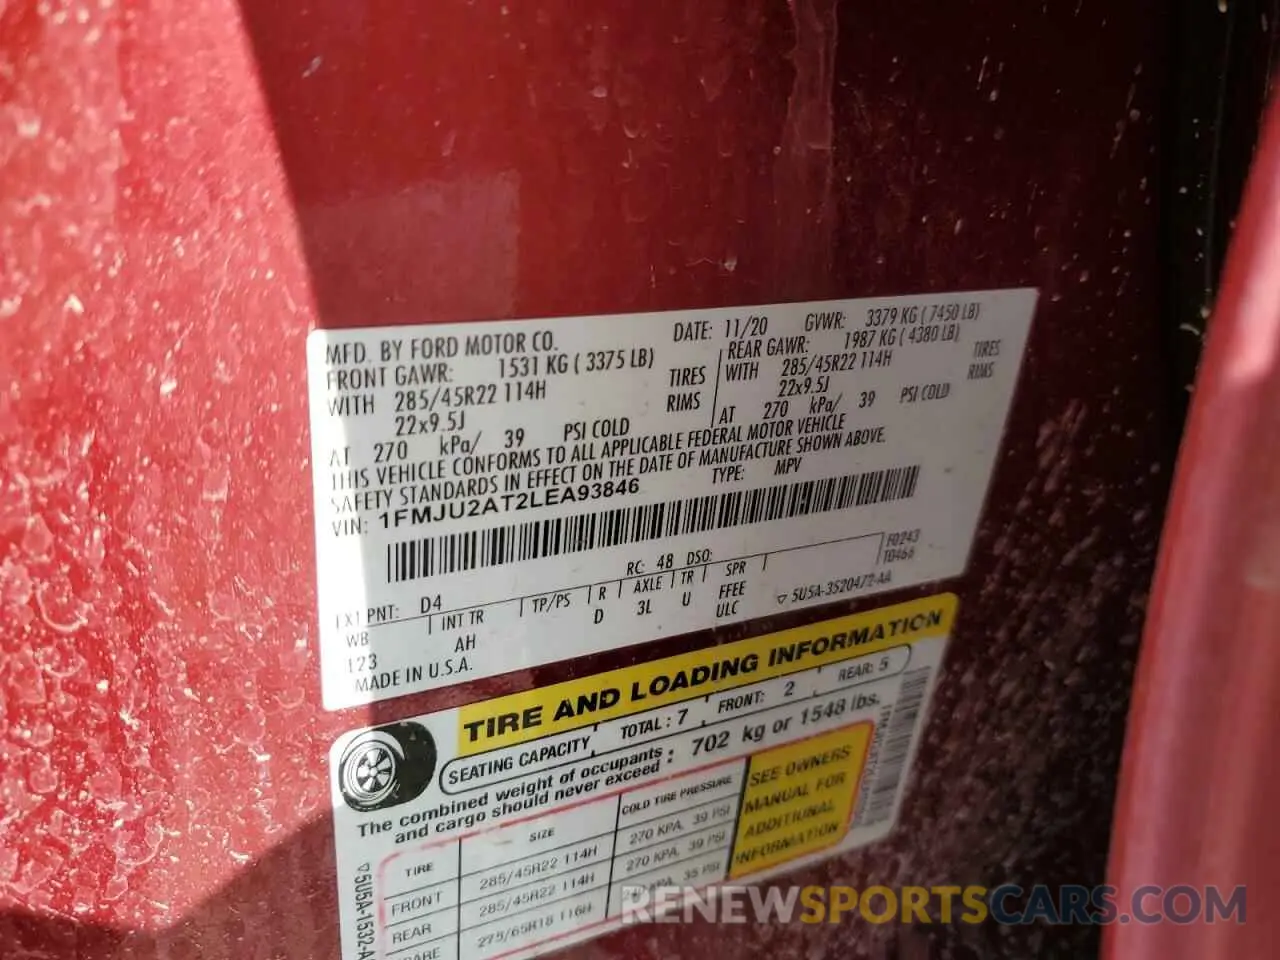 MFD. BY FORD MOTOR CO.
DATE: 11/20 GVWR: 3379 KG ( 7450 LB)
FRONT GAWR: 1531 KG ( 3375 LB)
REAR GAWR: 1987 KG ( 4380 LB)
WITH 285/45R22 114H TIRES
WITH 285/45R22 114H TIRES
22x9.5J RIMS
22x9.5J RIMS
AT 270 kPa/ 39 PSI COLD
AT 270 kPa/ 39 PSI COLD
THIS VEHICLE CONFORMS TO ALL APPLICABLE FEDERAL MOTOR VEHICLE
SAFETY STANDARDS IN EFFECT ON THE DATE OF MANUFACTURE SHOWN ABOVE.
VIN: 1FMJU2AT2LEA93846 TYPE: MPV
RC: 48 DSO: F0243
T0466
EXT PNT: D4
WB INT TR TP/PS R AXLE TR SPR
123 AH D 3L U FFEE
ULC
MADE IN U.S.A.
5U5A-3520472-AA
TIRE AND LOADING INFORMATION
SEATING CAPACITY TOTAL : 7 FRONT: 2 REAR: 5
The combined weight of occupants : 702 kg or 1548 lbs.
and cargo should never exceed :
TIRE SIZE COLD TIRE PRESSURE
FRONT 285/45R22 114H 270 KPA, 39 PSI
REAR 285/45R22 114H 270 KPA, 39 PSI
SPARE 275/65R18 116H 35 PSI
SEE OWNERS
MANUAL FOR
ADDITIONAL
INFORMATION
5U5A-1532-A
RENEWSPORTSCARS.COM